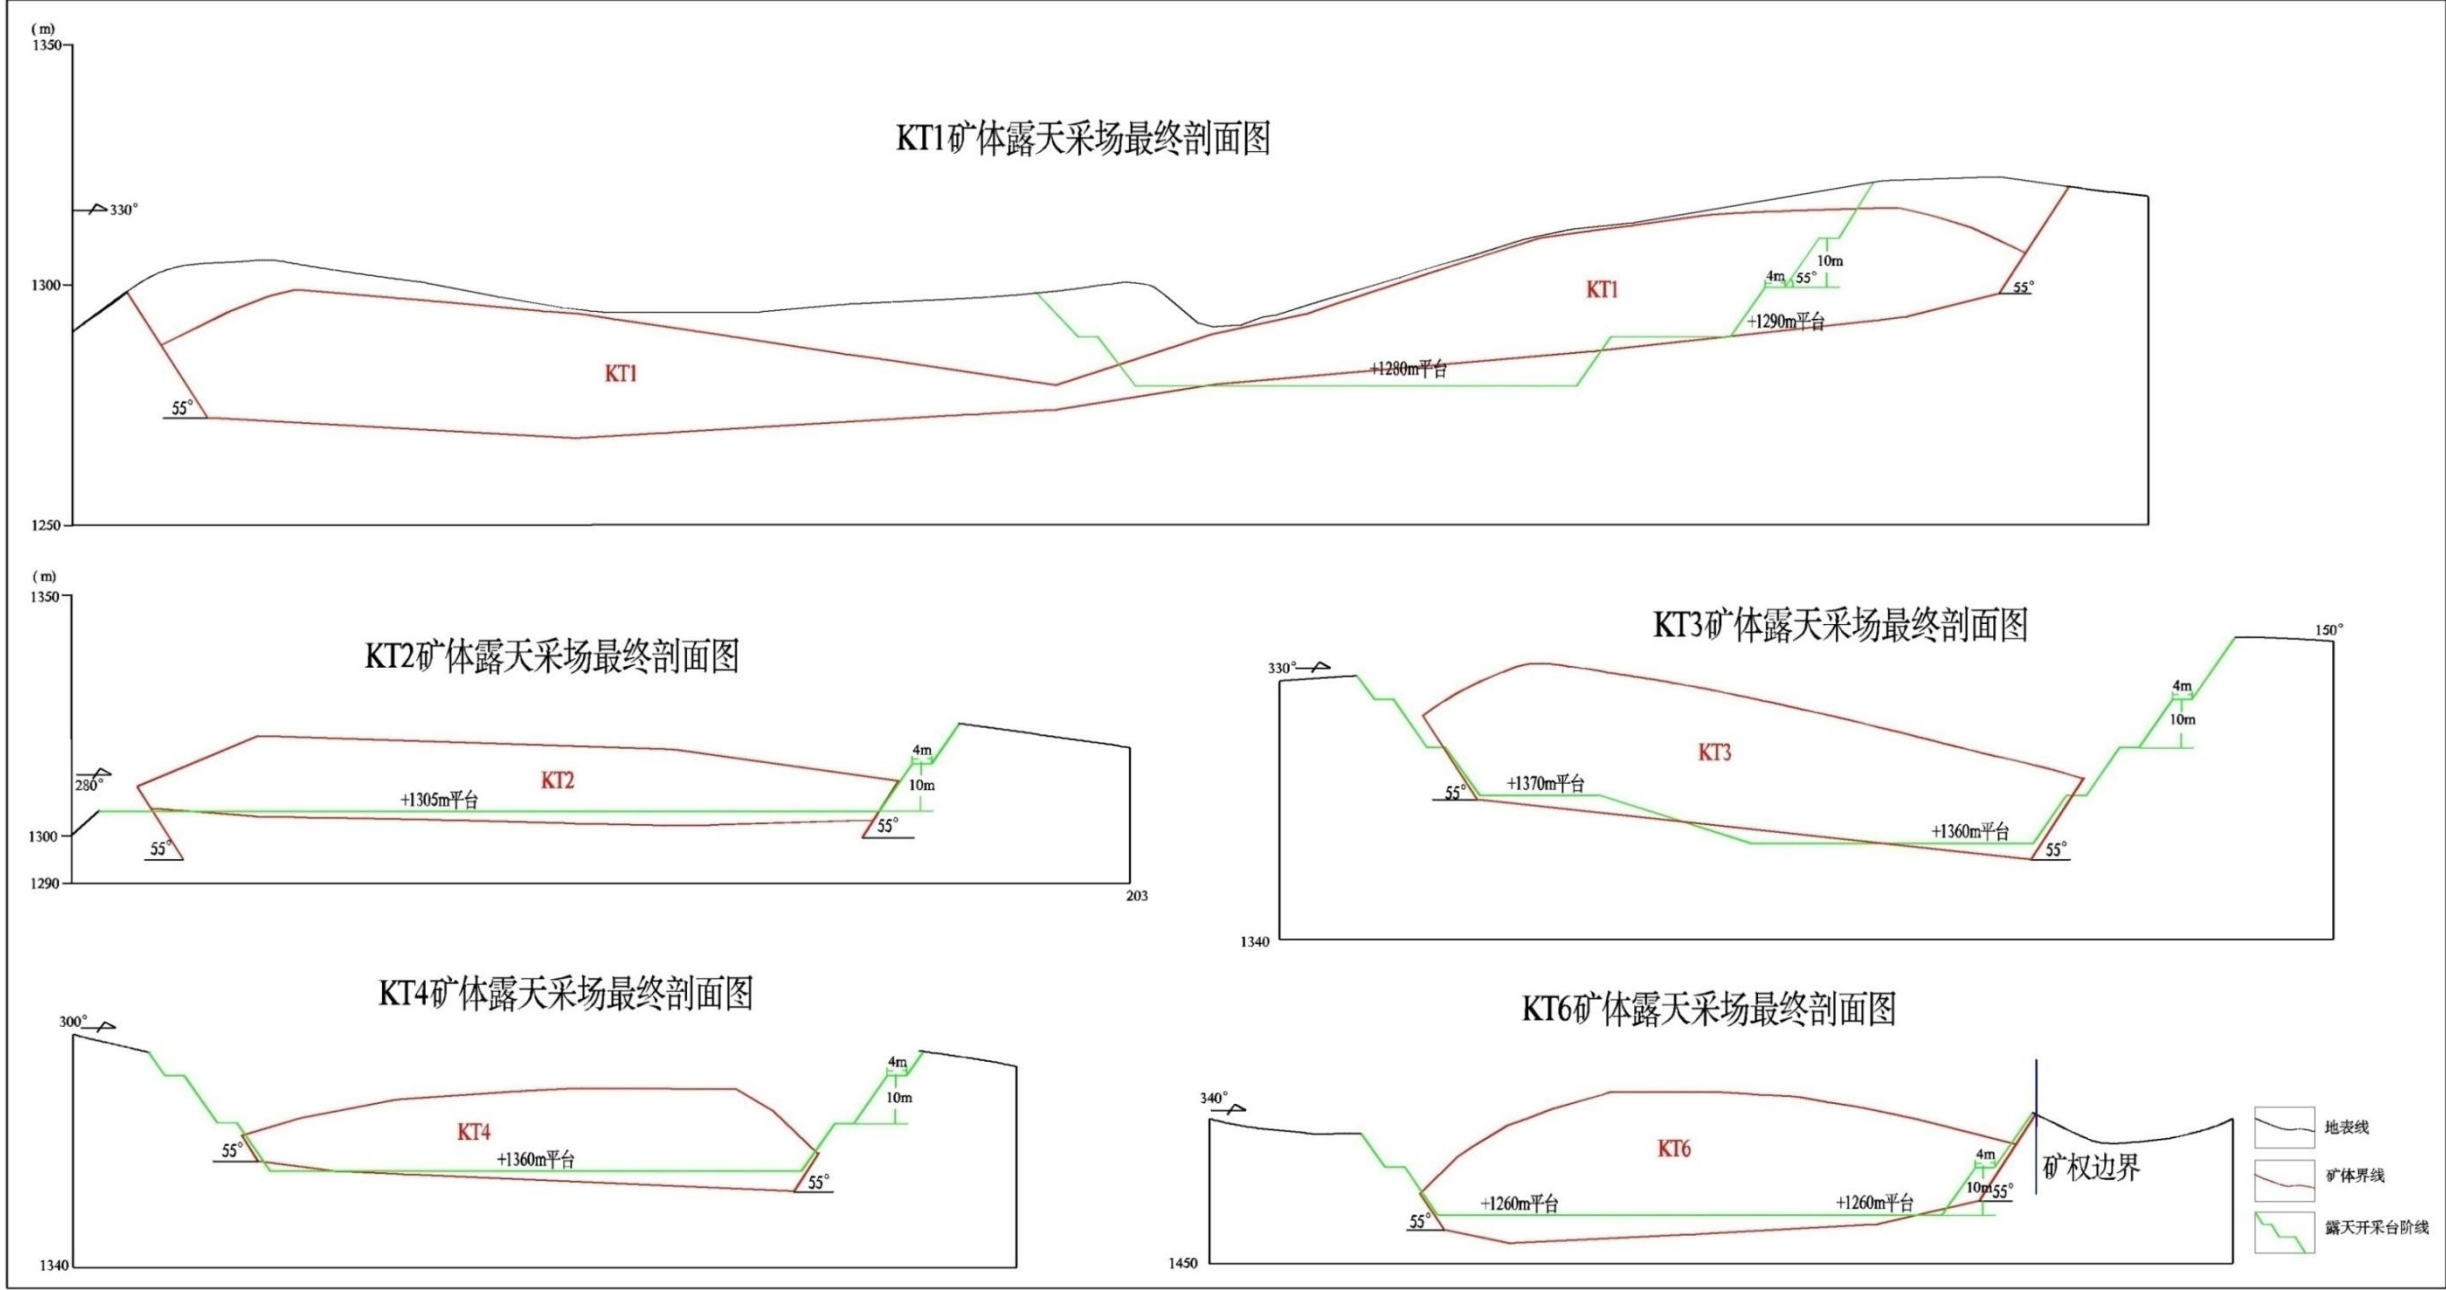 (m)
1350
KT1矿体露天采场最终剖面图
330°
1300
KT1
KT1
10m
4m
55°
55°
+1290m平台
+1280m平台
55°
1250
(m)
1350
KT2矿体露天采场最终剖面图
280°
KT2
4m
10m
+1305m平台
1300
55°
55°
1290
203
KT3矿体露天采场最终剖面图
150°
330°
4m
10m
KT3
+1370m平台
55°
+1360m平台
55°
1340
KT4矿体露天采场最终剖面图
300°
4m
10m
KT4
55°
+1360m平台
55°
1340
KT6矿体露天采场最终剖面图
340°
KT6
4m
矿权边界
10m
55°
+1260m平台
+1260m平台
55°
1450
地表线
矿体界线
露天开采台阶线